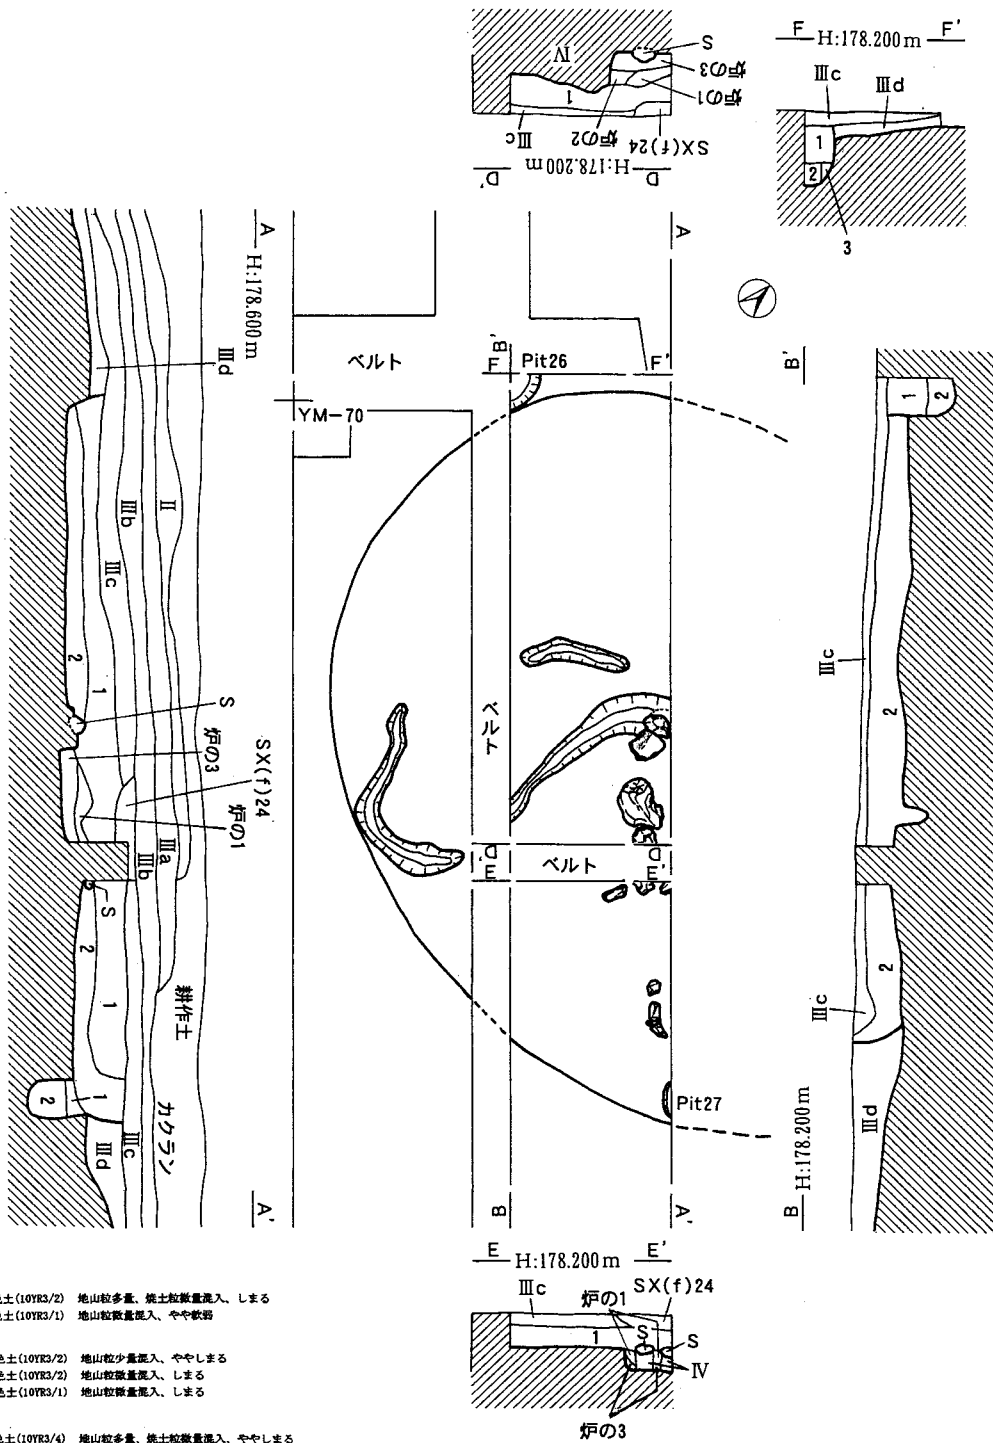 S
Ⅳ
炉の3
炉の1
1
炉の2
Ⅲc
SX(f)24
D' H:178.200m D
F H:178.200m F'
Ⅲc Ⅲd
1
2
3
A
H:178.600m
Ⅲd
Ⅱ
Ⅲb
Ⅲc
2
1
S
炉の3
SX(f)24
炉の1
Ⅲa
Ⅲb
S
2
1
耕作土
カクラン
2
1
Ⅲd
Ⅲc
A'
A
ベルト
B'
F Pit26 F'
YM-70
ベルト
D' D
E ベルト E'
Pit27
B
A'
B'
1 2
Ⅲc
2
2
Ⅲc
Ⅲd
H:178.200m
B
E H:178.200m E'
Ⅲc SX(f)24
炉の1
S
1 S
Ⅳ
炉の3
色土(10YR3/2) 地山粒多量、焼土粒微量混入、しまる
色土(10YR3/1) 地山粒微量混入、やや軟弱
色土(10YR3/2) 地山粒少量混入、ややしまる
色土(10YR3/2) 地山粒微量混入、しまる
色土(10YR3/1) 地山粒微量混入、しまる
色土(10YR3/4) 地山粒多量、焼土粒微量混入、ややしまる